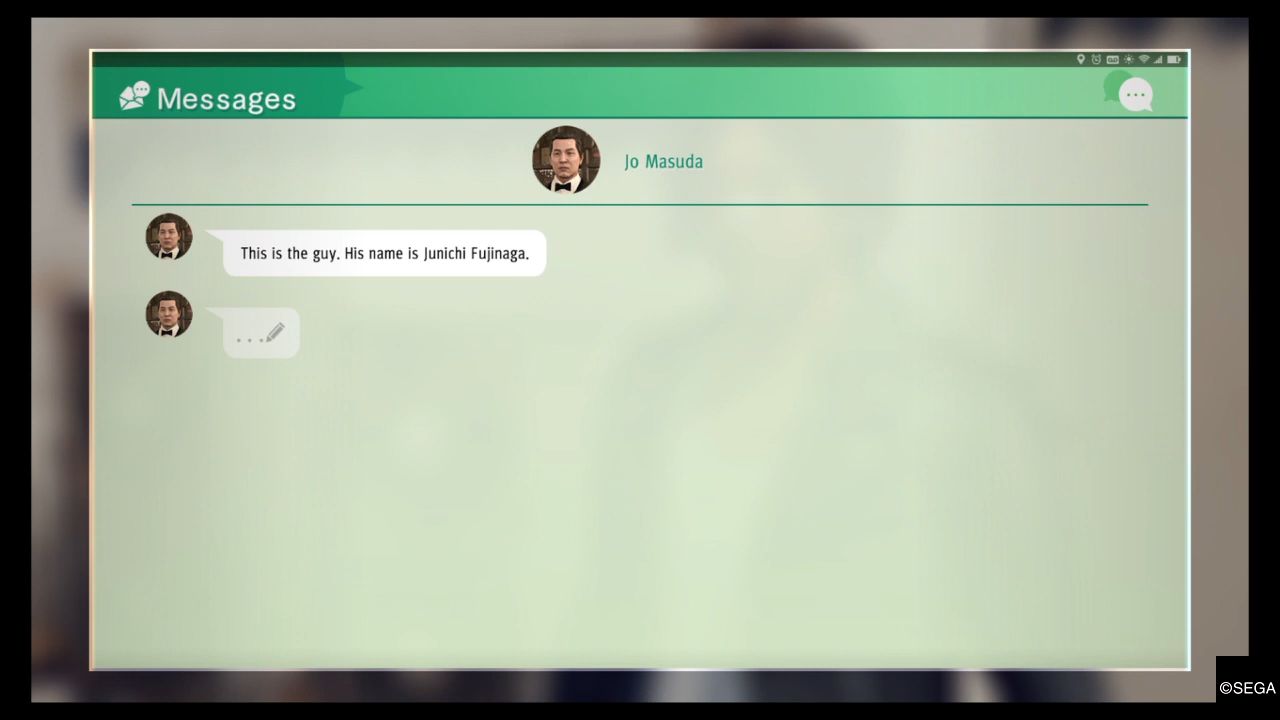 Messages
Jo Masuda
This is the guy. His name is Junichi Fujinaga.
...
©SEGA